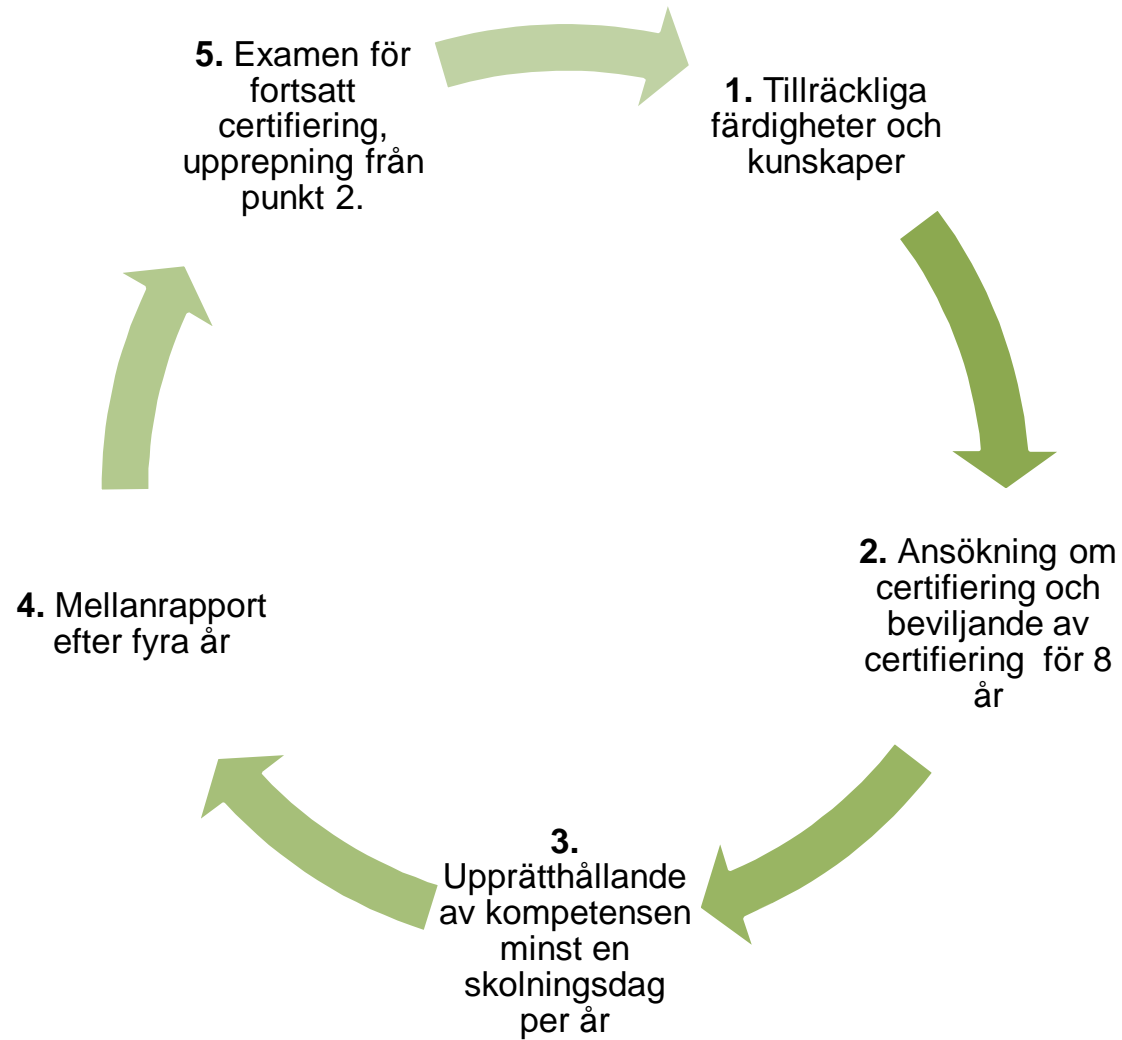 1. Tillräckliga
färdigheter och
kunskaper
2. Ansökning om
certifiering och
beviljande av
certifiering  för 8
år
3.
Upprätthållande
av kompetensen
minst en
skolningsdag
per år
4. Mellanrapport
efter fyra år
5. Examen för
fortsatt
certifiering,
upprepning från
punkt 2.